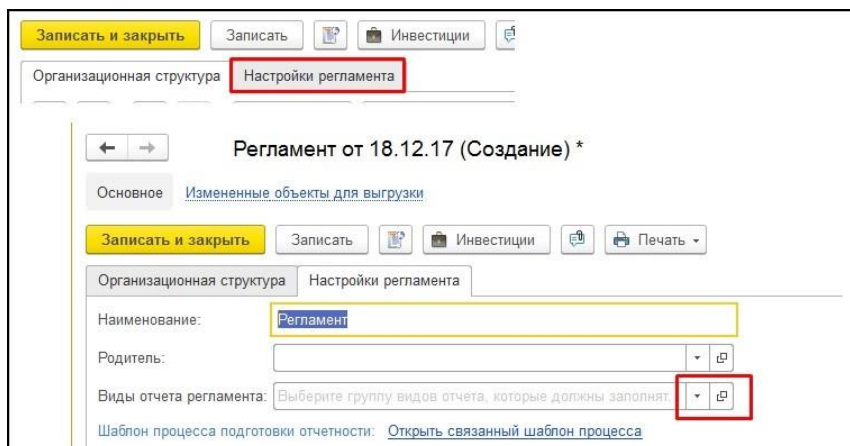 Записать и закрыть Записать Инвестиции
Организационная структура Настройки регламента
Регламент от 18.12.17 (Создание) *
Основное Измененные объекты для выгрузки
Записать и закрыть Записать Инвестиции Печать
Организационная структура Настройки регламента
Наименование: Регламент
Родитель:
Виды отчета регламента: Выберите группу видов отчета, которые должны заполнят.
Шаблон процесса подготовки отчетности: Открыть связанный шаблон процесса